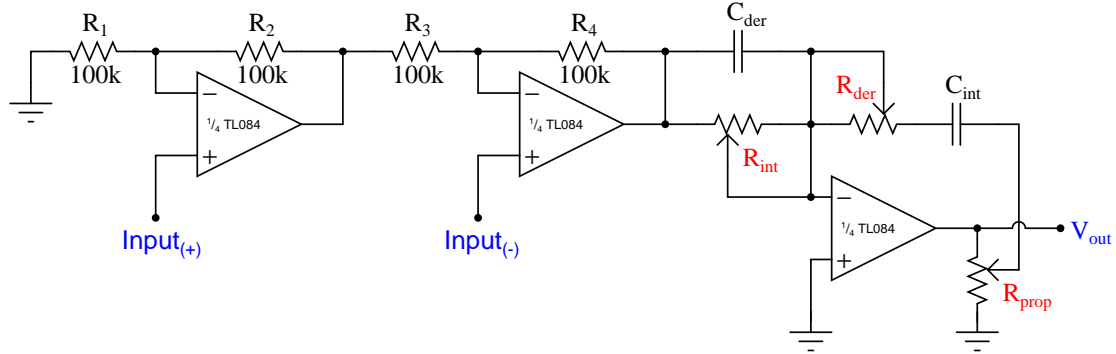 R1
100k
R2
100k
R3
100k
R4
100k
Cder
Rder
Cint
Rint
−
+
1/4 TL084
−
+
1/4 TL084
−
+
1/4 TL084
Input(+)
Input(-)
Vout
Rprop